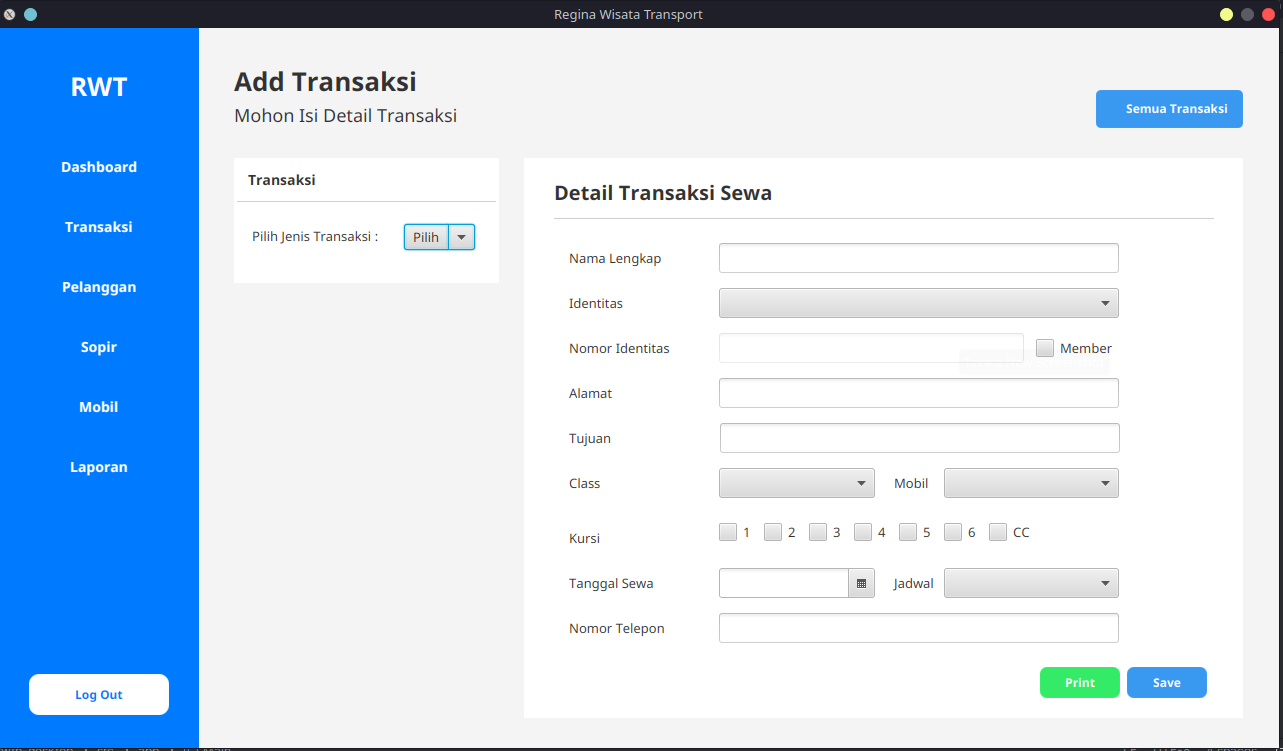 Regina Wisata Transport
RWT
Dashboard
Transaksi
Pelanggan
Sopir
Mobil
Laporan
Log Out
Add Transaksi
Mohon Isi Detail Transaksi
Semua Transaksi
Transaksi
Pilih Jenis Transaksi : Pilih
Detail Transaksi Sewa
Nama Lengkap
Identitas
Nomor Identitas Member
Alamat
Tujuan
Class Mobil
Kursi 1 2 3 4 5 6 CC
Tanggal Sewa Jadwal
Nomor Telepon
Print Save